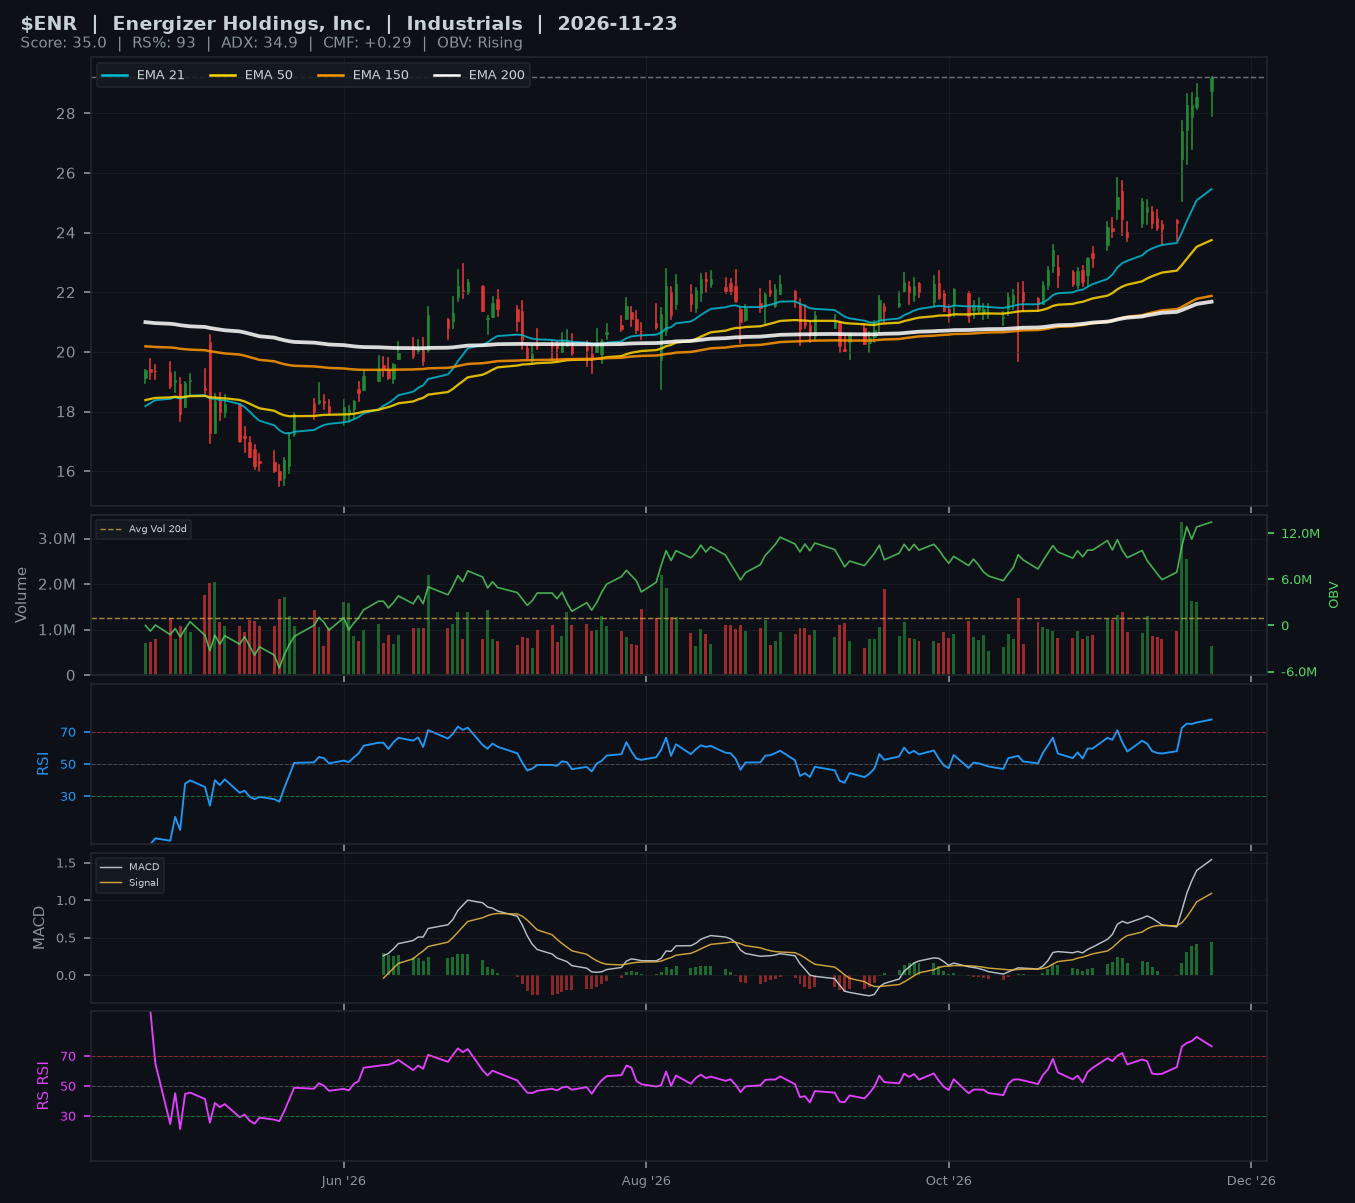 $ENR | Energizer Holdings, Inc. | Industrials | 2026-11-23
Score: 35.0 | RS%: 93 | ADX: 34.9 | CMF: +0.29 | OBV: Rising
EMA 21 EMA 50 EMA 150 EMA 200
28
26
24
22
20
18
16
Avg Vol 20d
Volume
3.0M
2.0M
1.0M
0
12.0M
6.0M
0
-6.0M
OBV
RSI
70
50
30
MACD
Signal
MACD
1.5
1.0
0.5
0.0
RS RSI
70
50
30
Jun '26 Aug '26 Oct '26 Dec '26